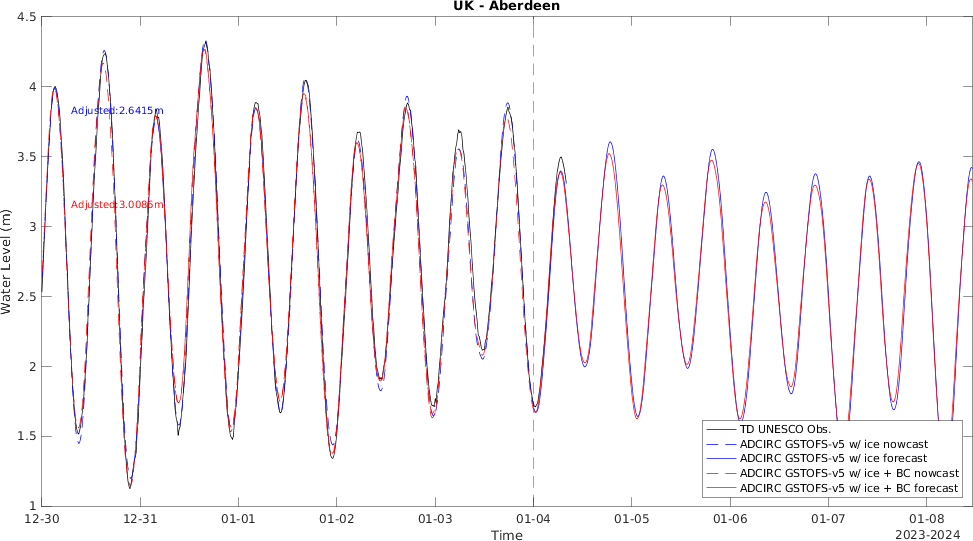 UK - Aberdeen
4.5
4
3.5
3
2.5
2
1.5
1
Water Level (m)
Adjusted:2.6415m
Adjusted:3.0086m
TD UNESCO Obs.
ADCIRC GSTOFS-v5 w/ ice nowcast
ADCIRC GSTOFS-v5 w/ ice forecast
ADCIRC GSTOFS-v5 w/ ice + BC nowcast
ADCIRC GSTOFS-v5 w/ ice + BC forecast
12-30 12-31 01-01 01-02 01-03 01-04 01-05 01-06 01-07 01-08
Time
2023-2024